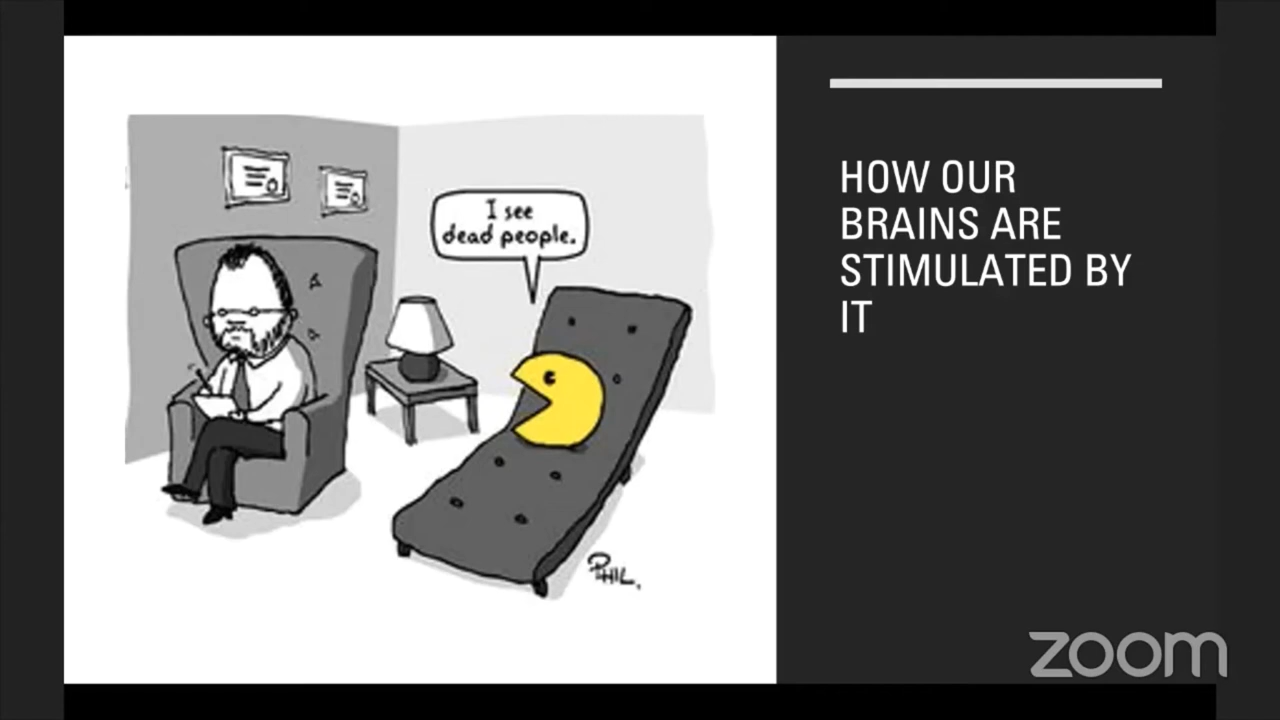 I see
dead people.
PHIL.
HOW OUR
BRAINS ARE
STIMULATED BY
IT
zoom